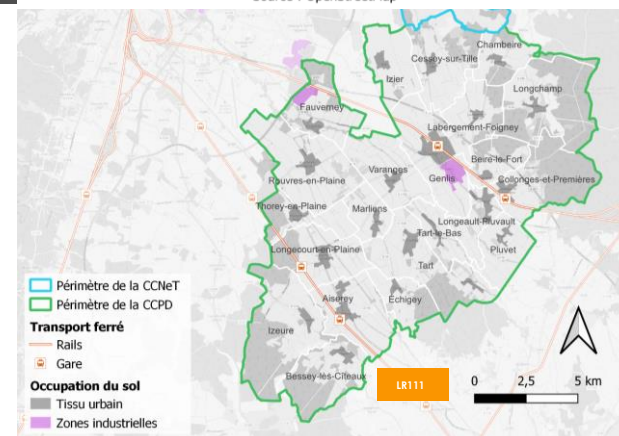 Chambeire
Cessey-sur-Tille
Izier
Longchamp
Fauverney
Labergement-Foigney
Beire-le-Fort
Varanges
Genlis
Rouvres-en-Plaine
Collonges-et-Premières
Thorey-en-Plaine
Marliens
Longeault-Pluvault
Tart-le-Bas
Longecourt-en-Plaine
Pluvet
Tart
Périmètre de la CCNeT
Périmètre de la CCPD
Transport ferré
Rails
Gare
Occupation du sol
Tissu urbain
Zones industrielles
Aiserey
Échigey
Izeure
Bessey-lès-Cîteaux
LR111
0 2,5 5 km